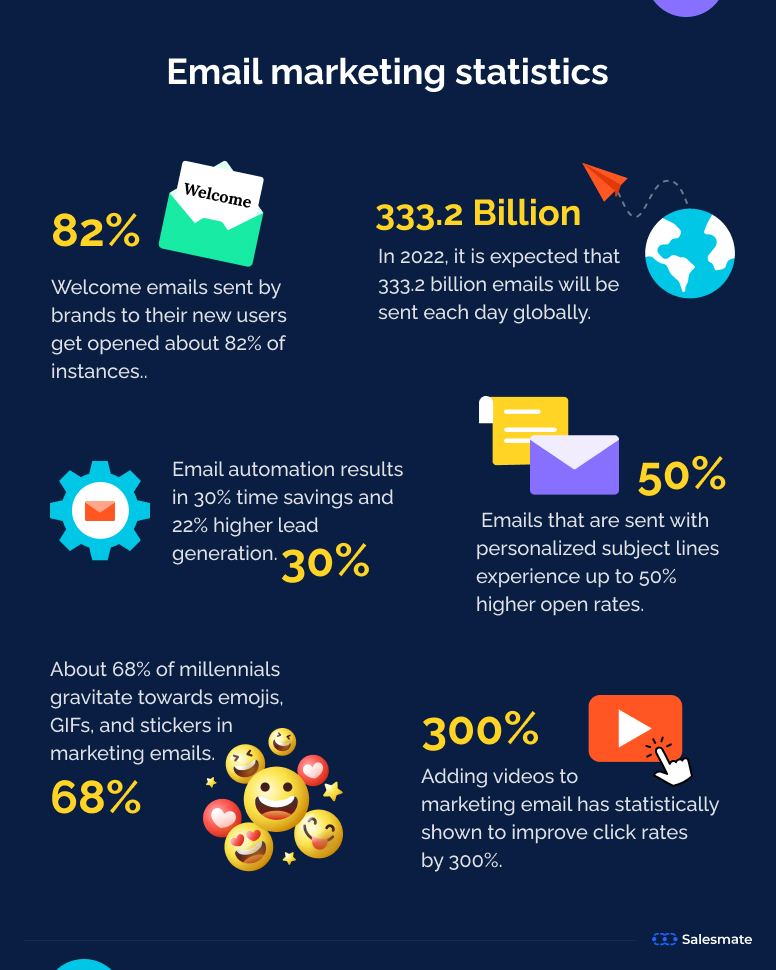 Email marketing statistics
82%
Welcome
Welcome emails sent by
brands to their new users
get opened about 82% of
instances..
333.2 Billion
In 2022, it is expected that
333.2 billion emails will be
sent each day globally.
Email automation results
in 30% time savings and
22% higher lead
generation.
30%
50%
Emails that are sent with
personalized subject lines
experience up to 50%
higher open rates.
About 68% of millennials
gravitate towards emojis,
GIFs, and stickers in
marketing emails.
68%
300%
Adding videos to
marketing email has statistically
shown to improve click rates
by 300%.
Salesmate